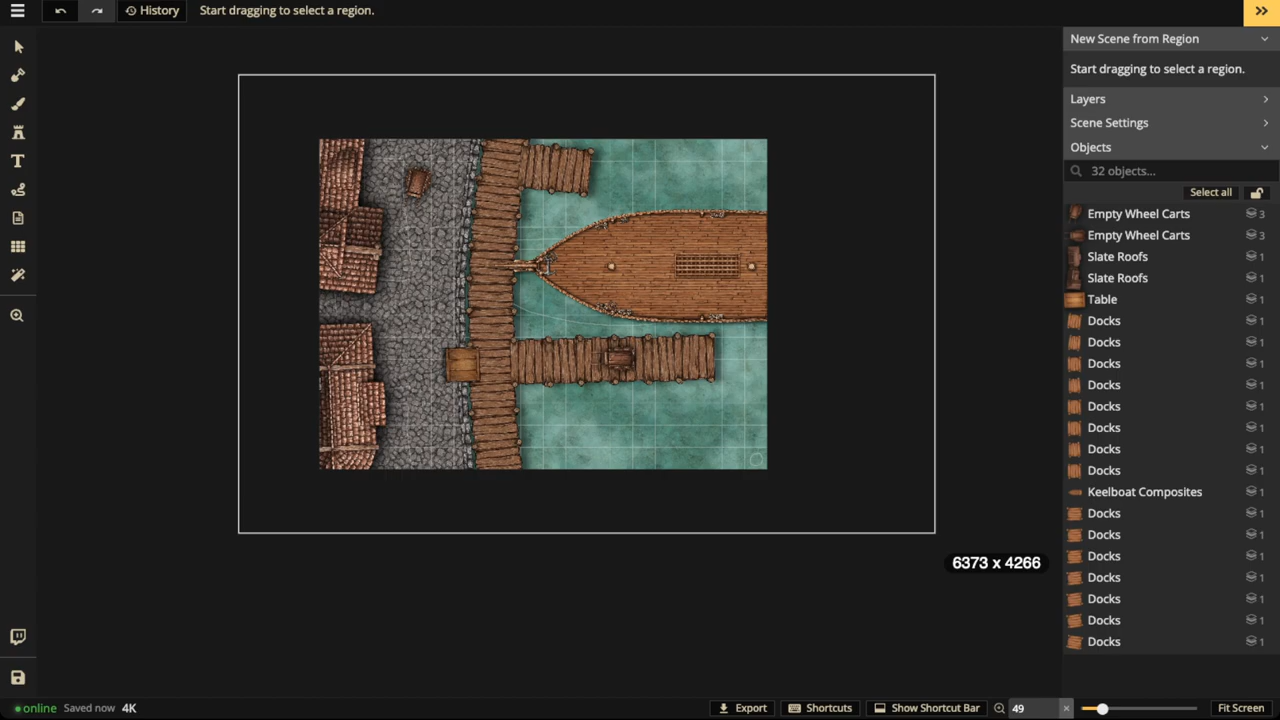 History
Start dragging to select a region.
New Scene from Region
Start dragging to select a region.
Layers
Scene Settings
Objects
32 objects...
Select all
Empty Wheel Carts 3
Empty Wheel Carts 3
Slate Roofs 1
Slate Roofs 1
Table 1
Docks 1
Docks 1
Docks 1
Docks 1
Docks 1
Docks 1
Docks 1
Docks 1
Keelboat Composites 1
Docks 1
Docks 1
Docks 1
Docks 1
Docks 1
Docks 1
Docks 1
6373 x 4266
online Saved now 4K
Export
Shortcuts
Show Shortcut Bar
49
Fit Screen